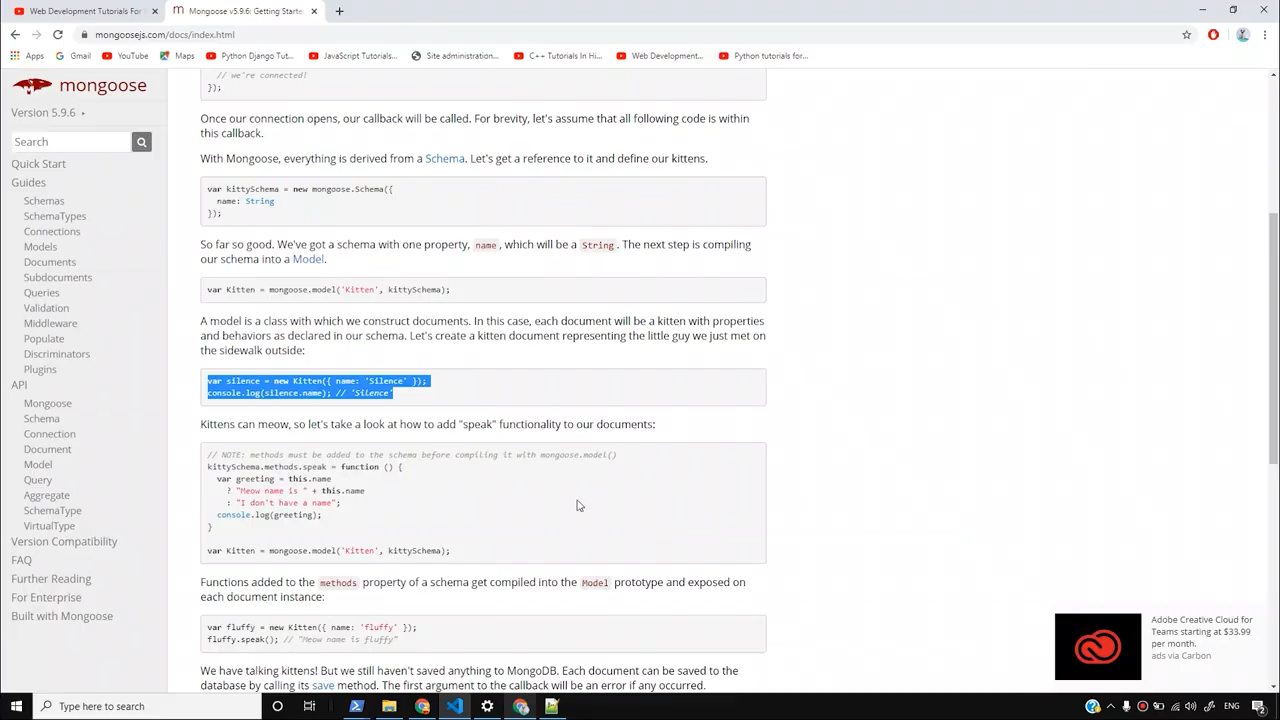 Web Development Tutorials For
Mongoose v5.9.6: Getting Starte
mongoosejs.com/docs/index.html
Apps
Gmail
YouTube
Maps
Python Django Tut...
JavaScript Tutorials...
Site administration...
C++ Tutorials In Hi...
Web Development...
Python tutorials for...
mongoose
Version 5.9.6
Search
Quick Start
Guides
Schemas
SchemaTypes
Connections
Models
Documents
Subdocuments
Queries
Validation
Middleware
Populate
Discriminators
Plugins
API
Mongoose
Schema
Connection
Document
Model
Query
Aggregate
SchemaType
VirtualType
Version Compatibility
FAQ
Further Reading
For Enterprise
Built with Mongoose
// we're connected!
});
Once our connection opens, our callback will be called. For brevity, let's assume that all following code is within
this callback.
With Mongoose, everything is derived from a Schema. Let's get a reference to it and define our kittens.
var kittySchema = new mongoose.Schema({
name: String
});
So far so good. We've got a schema with one property, name, which will be a String. The next step is compiling
our schema into a Model.
var Kitten = mongoose.model('Kitten', kittySchema);
A model is a class with which we construct documents. In this case, each document will be a kitten with properties
and behaviors as declared in our schema. Let's create a kitten document representing the little guy we just met on
the sidewalk outside:
var silence = new Kitten({ name: 'Silence' });
console.log(silence.name); // 'Silence'
Kittens can meow, so let's take a look at how to add "speak" functionality to our documents:
// NOTE: methods must be added to the schema before compiling it with mongoose.model()
kittySchema.methods.speak = function () {
var greeting = this.name
? "Meow name is " + this.name
: "I don't have a name";
console.log(greeting);
}
var Kitten = mongoose.model('Kitten', kittySchema);
Functions added to the methods property of a schema get compiled into the Model prototype and exposed on
each document instance:
var fluffy = new Kitten({ name: 'fluffy' });
fluffy.speak(); // "Meow name is fluffy"
We have talking kittens! But we still haven't saved anything to MongoDB. Each document can be saved to the
database by calling its save method. The first argument to the callback will be an error if any occurred.
Adobe Creative Cloud for
Teams starting at $33.99
per month.
ads via Carbon
Type here to search
ENG